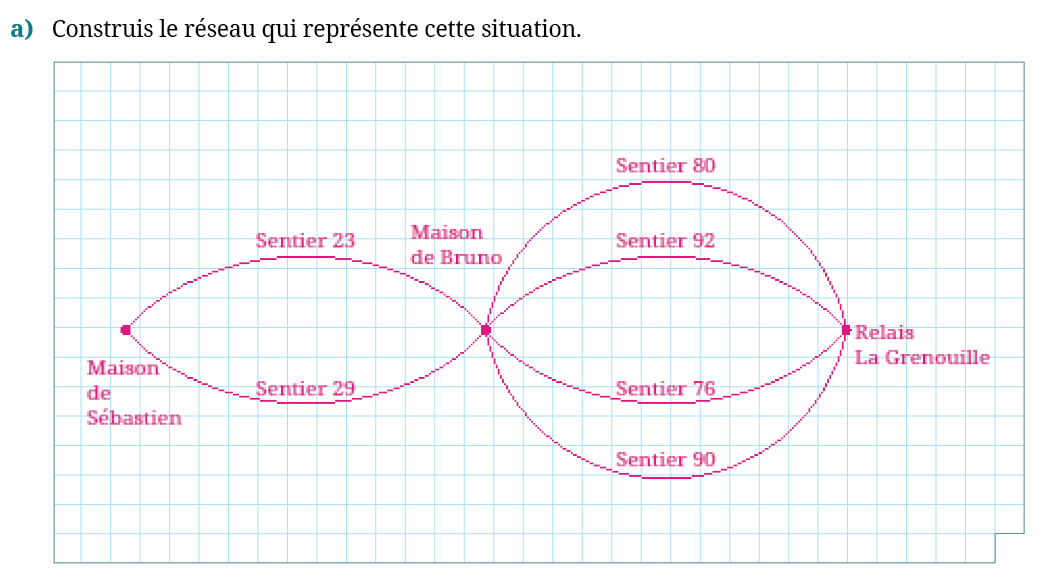 a) Construis le réseau qui représente cette situation.
Sentier 80
Sentier 23
Maison
de Bruno
Sentier 92
Relais
La Grenouille
Maison
de
Sébastien
Sentier 29
Sentier 76
Sentier 90